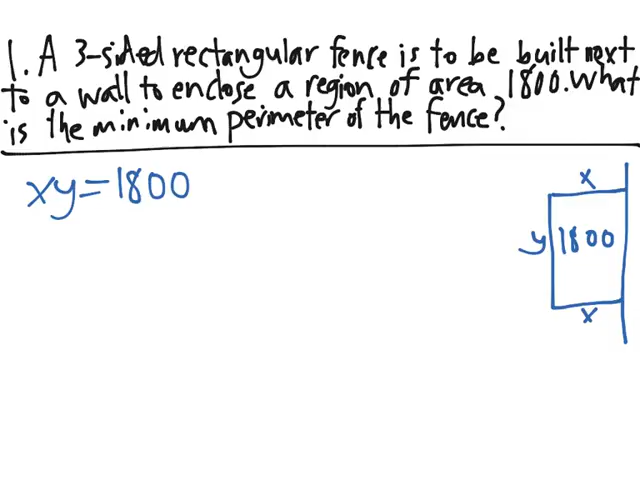 1. A 3-sided rectangular fence is to be built next
to a wall to enclose a region of area 1800. What
is the minimum perimeter of the fence?
xy=1800
x
y 1800
x